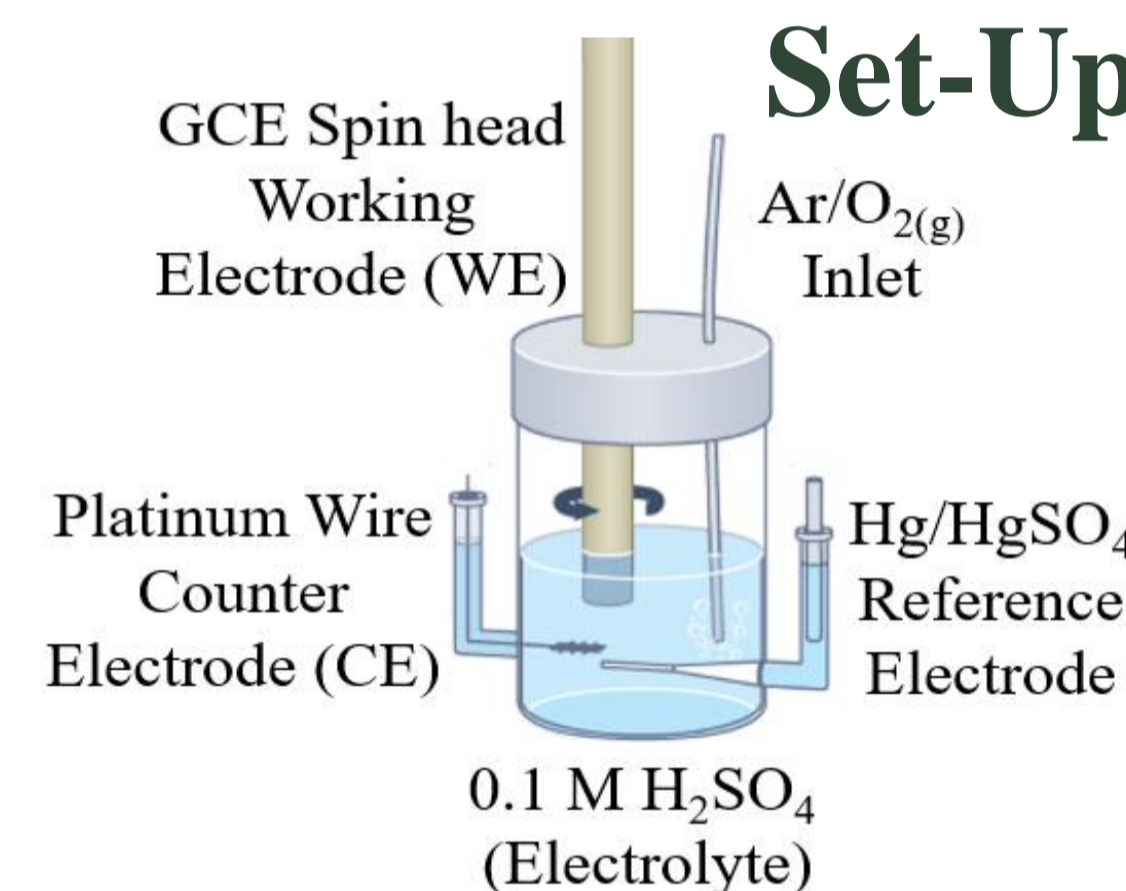 Set-Up
GCE Spin head
Working
Electrode (WE)
Ar/O₂₍g₎
Inlet
Platinum Wire
Counter
Electrode (CE)
Hg/HgSO₄
Reference
Electrode
0.1 M H₂SO₄
(Electrolyte)